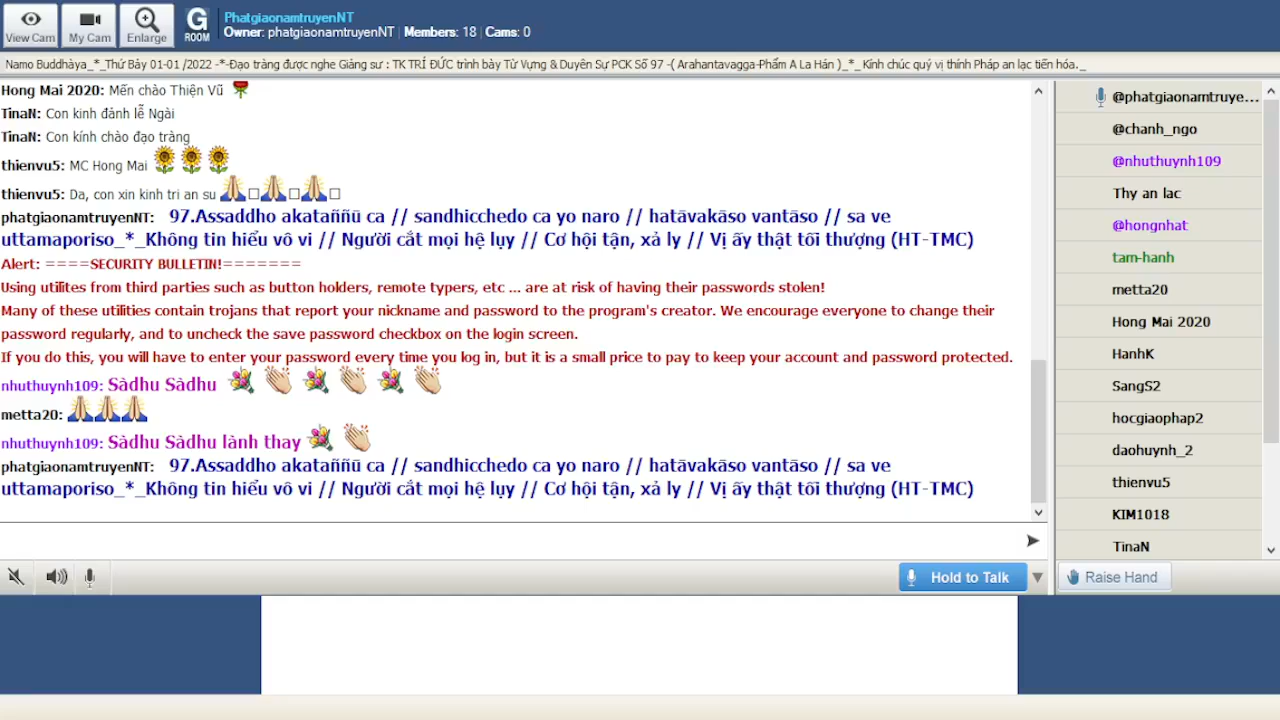 View Cam
My Cam
Enlarge
G
ROOM
PhatgiaonamtruyenNT
Owner: phatgiaonamtruyenNT | Members: 18 | Cams: 0
Namo Buddhàya_*_Thứ Bảy 01-01 /2022 -*-Đạo tràng được nghe Giảng sư : TK TRÍ ĐỨC trình bày Từ Vựng & Duyên Sự PCK Số 97 -( Arahantavagga-Phẩm A La Hán )_*_ Kính chúc quý vị thính Pháp an lạc tiến hóa._
Hong Mai 2020: Mến chào Thiện Vũ
TinaN: Con kinh đảnh lễ Ngài
TinaN: Con kính chào đạo tràng
thienvu5: MC Hong Mai
thienvu5: Da, con xin kinh tri an su
phatgiaonamtruyenNT: 97.Assaddho akataññū ca // sandhicchedo ca yo naro // hatāvakāso vantāso // sa ve
uttamaporiso_*_Không tin hiểu vô vi // Người cắt mọi hệ lụy // Cơ hội tận, xả ly // Vị ấy thật tối thượng (HT-TMC)
Alert: ====SECURITY BULLETIN!=======
Using utilites from third parties such as button holders, remote typers, etc ... are at risk of having their passwords stolen!
Many of these utilities contain trojans that report your nickname and password to the program's creator. We encourage everyone to change their
password regularly, and to uncheck the save password checkbox on the login screen.
If you do this, you will have to enter your password every time you log in, but it is a small price to pay to keep your account and password protected.
nhuthuynh109: Sàdhu Sàdhu
metta20:
nhuthuynh109: Sàdhu Sàdhu lành thay
phatgiaonamtruyenNT: 97.Assaddho akataññū ca // sandhicchedo ca yo naro // hatāvakāso vantāso // sa ve
uttamaporiso_*_Không tin hiểu vô vi // Người cắt mọi hệ lụy // Cơ hội tận, xả ly // Vị ấy thật tối thượng (HT-TMC)
Hold to Talk
@phatgiaonamtruye...
@chanh_ngo
@nhuthuynh109
Thy an lac
@hongnhat
tam-hanh
metta20
Hong Mai 2020
HanhK
SangS2
hocgiaophap2
daohuynh_2
thienvu5
KIM1018
TinaN
Raise Hand